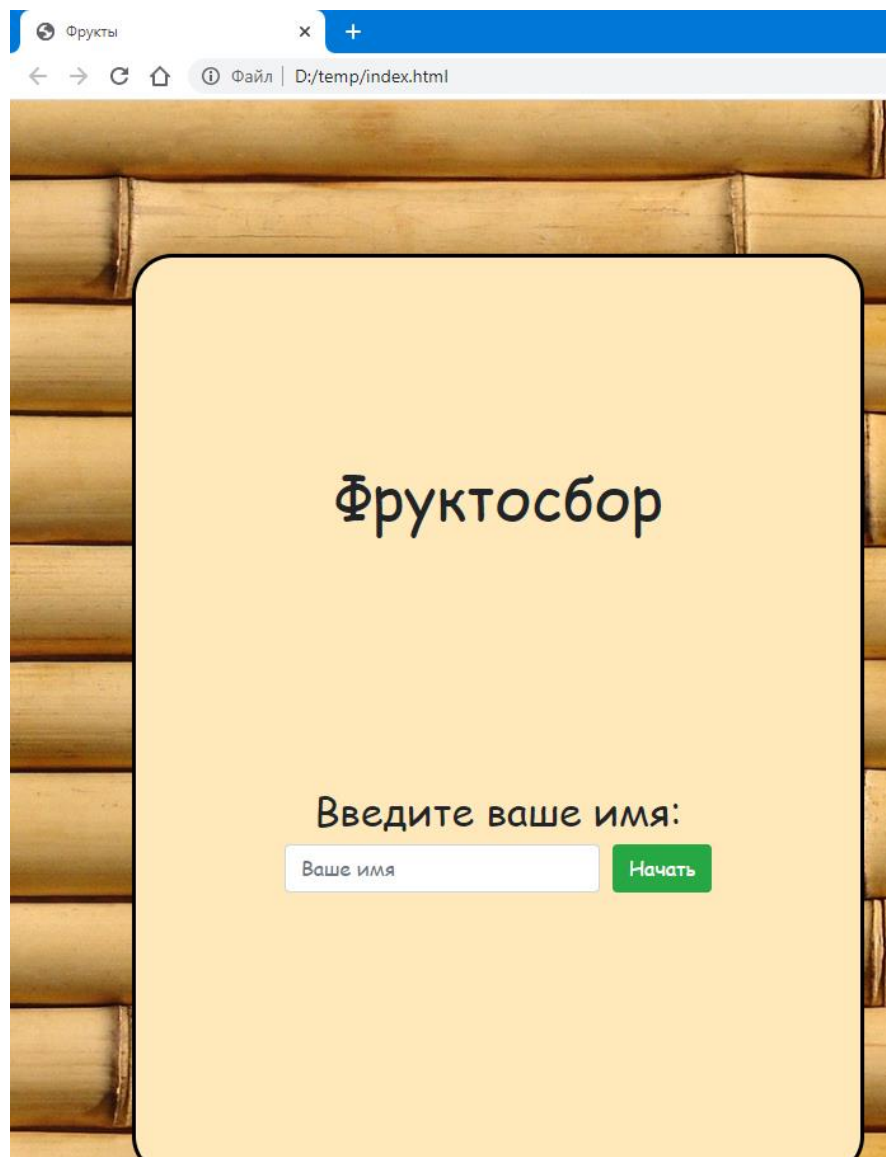 Фрукты
Файл D:/temp/index.html
Фруктосбор
Введите ваше имя:
Ваше имя Начать